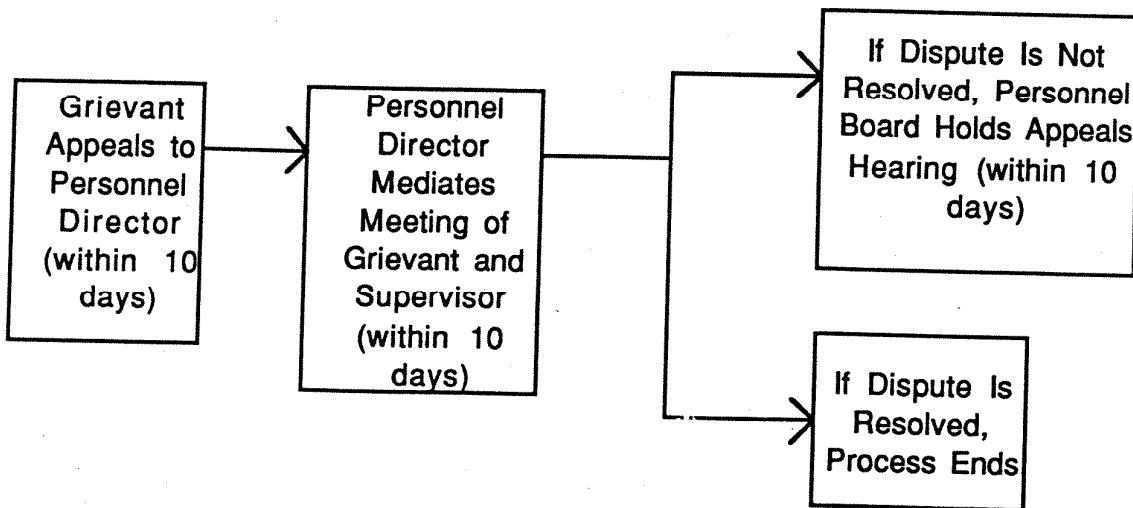 Grievant
Appeals to
Personnel
Director
(within 10
days)
Personnel
Director
Mediates
Meeting of
Grievant and
Supervisor
(within 10
days)
If Dispute Is Not
Resolved, Personnel
Board Holds Appeals
Hearing (within 10
days)
If Dispute Is
Resolved,
Process Ends